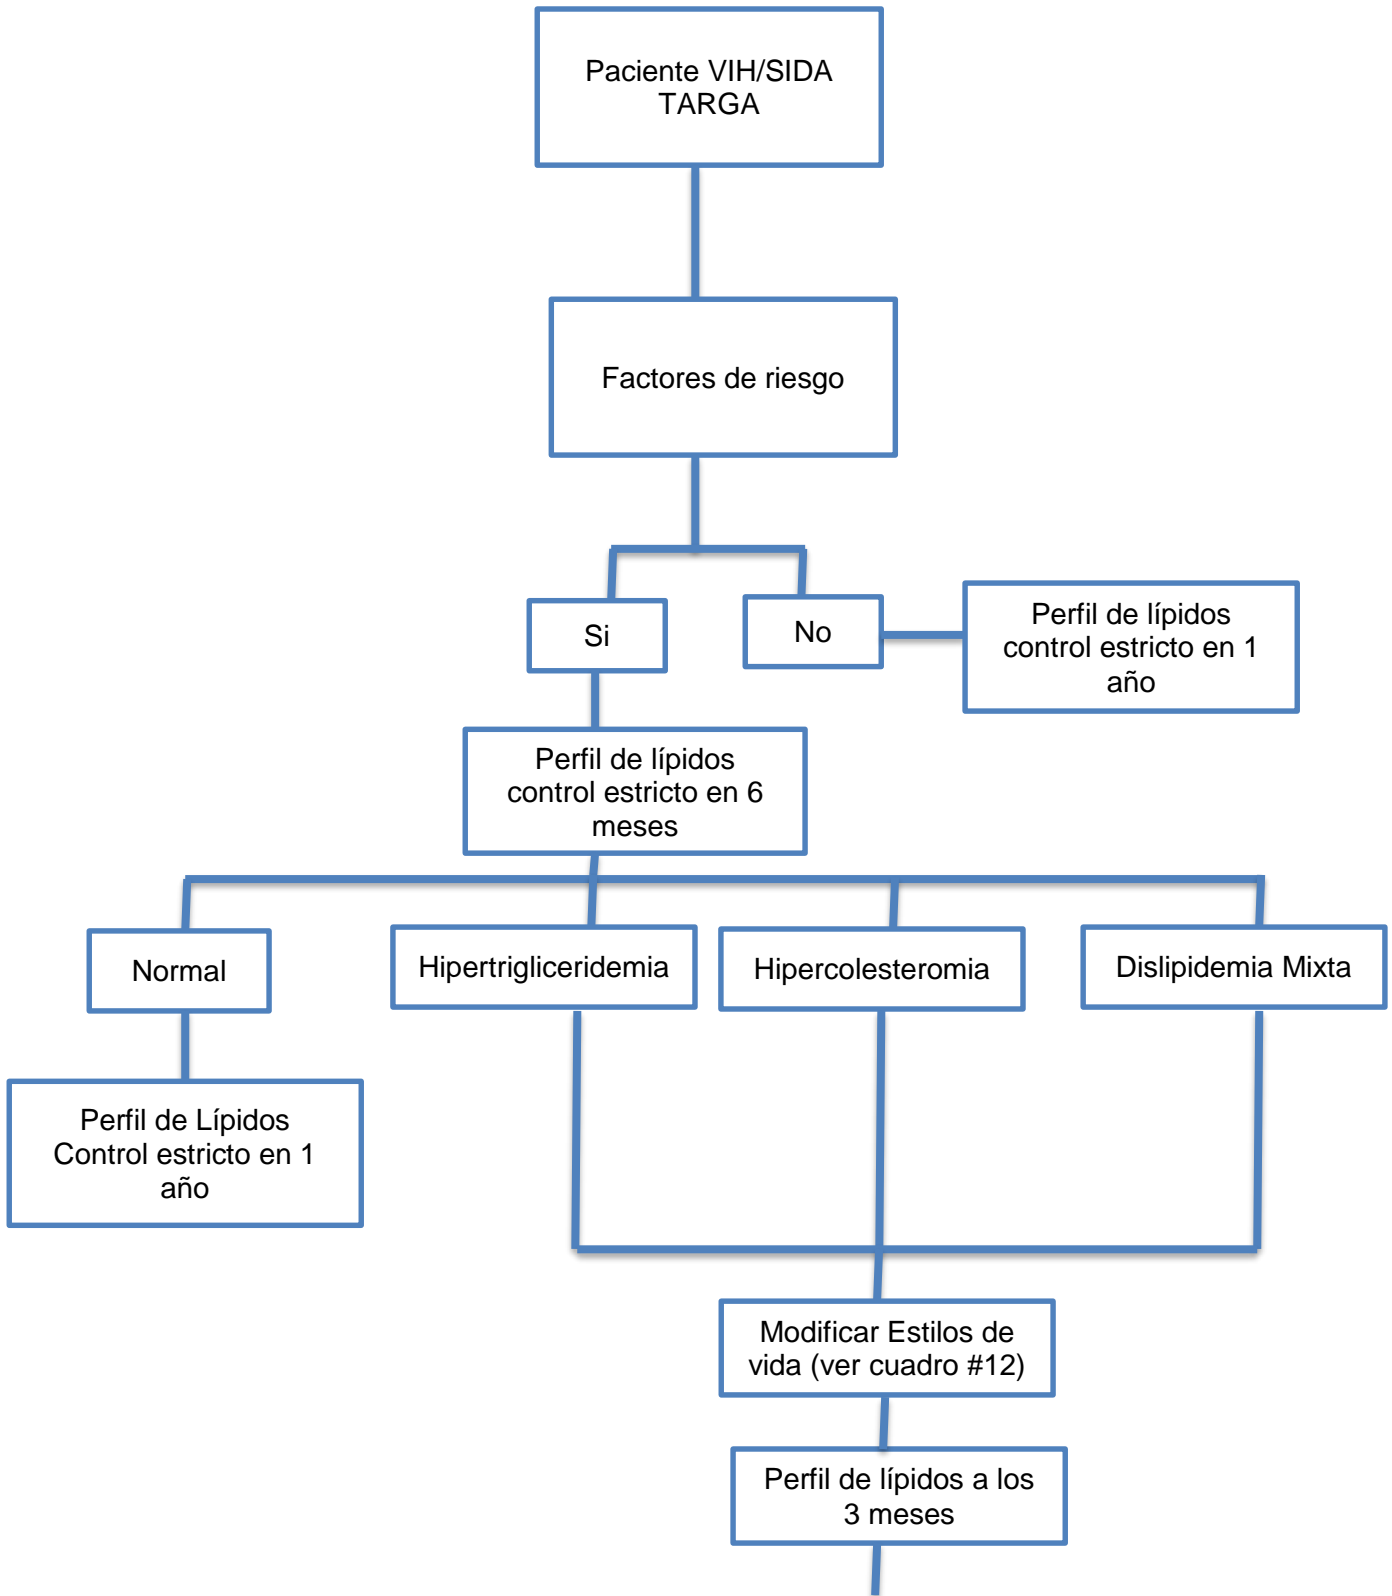 Paciente VIH/SIDA
TARGA
Factores de riesgo
Si
No
Perfil de lípidos
control estricto en 1
año
Perfil de lípidos
control estricto en 6
meses
Normal
Hipertrigliceridemia
Hipercolesteromia
Dislipidemia Mixta
Perfil de Lípidos
Control estricto en 1
año
Modificar Estilos de
vida (ver cuadro #12)
Perfil de lípidos a los
3 meses